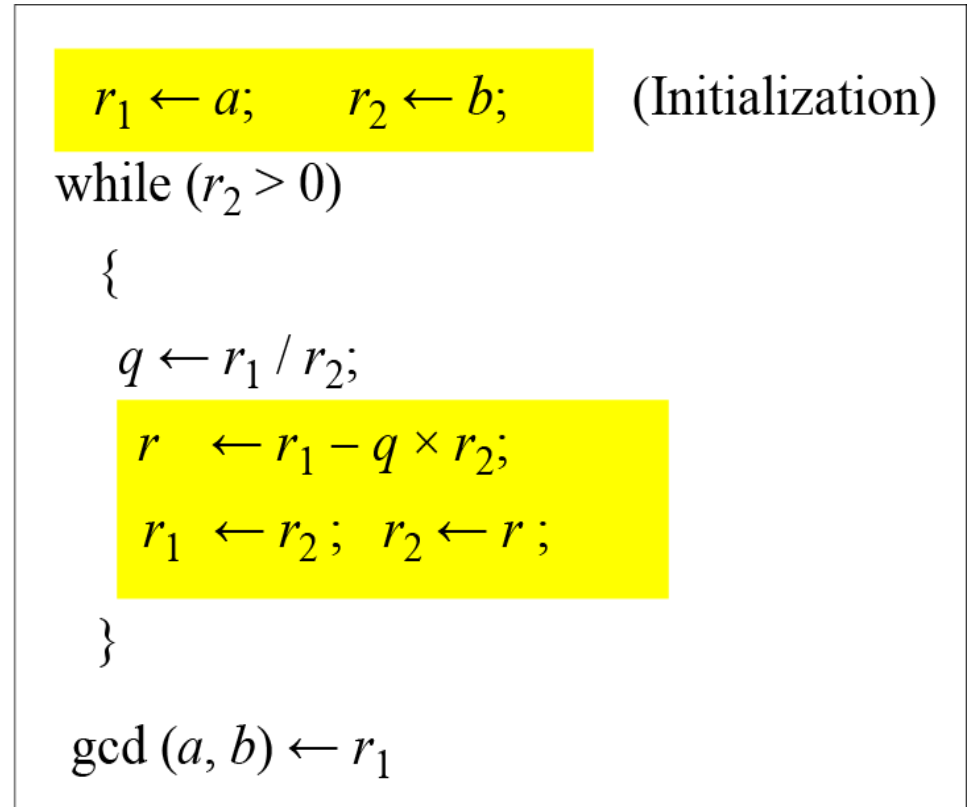 r₁ ← a; r₂ ← b; (Initialization)
while (r₂ > 0)
{
q ← r₁ / r₂;
r ← r₁ – q × r₂;
r₁ ← r₂ ; r₂ ← r ;
}
gcd (a, b) ← r₁